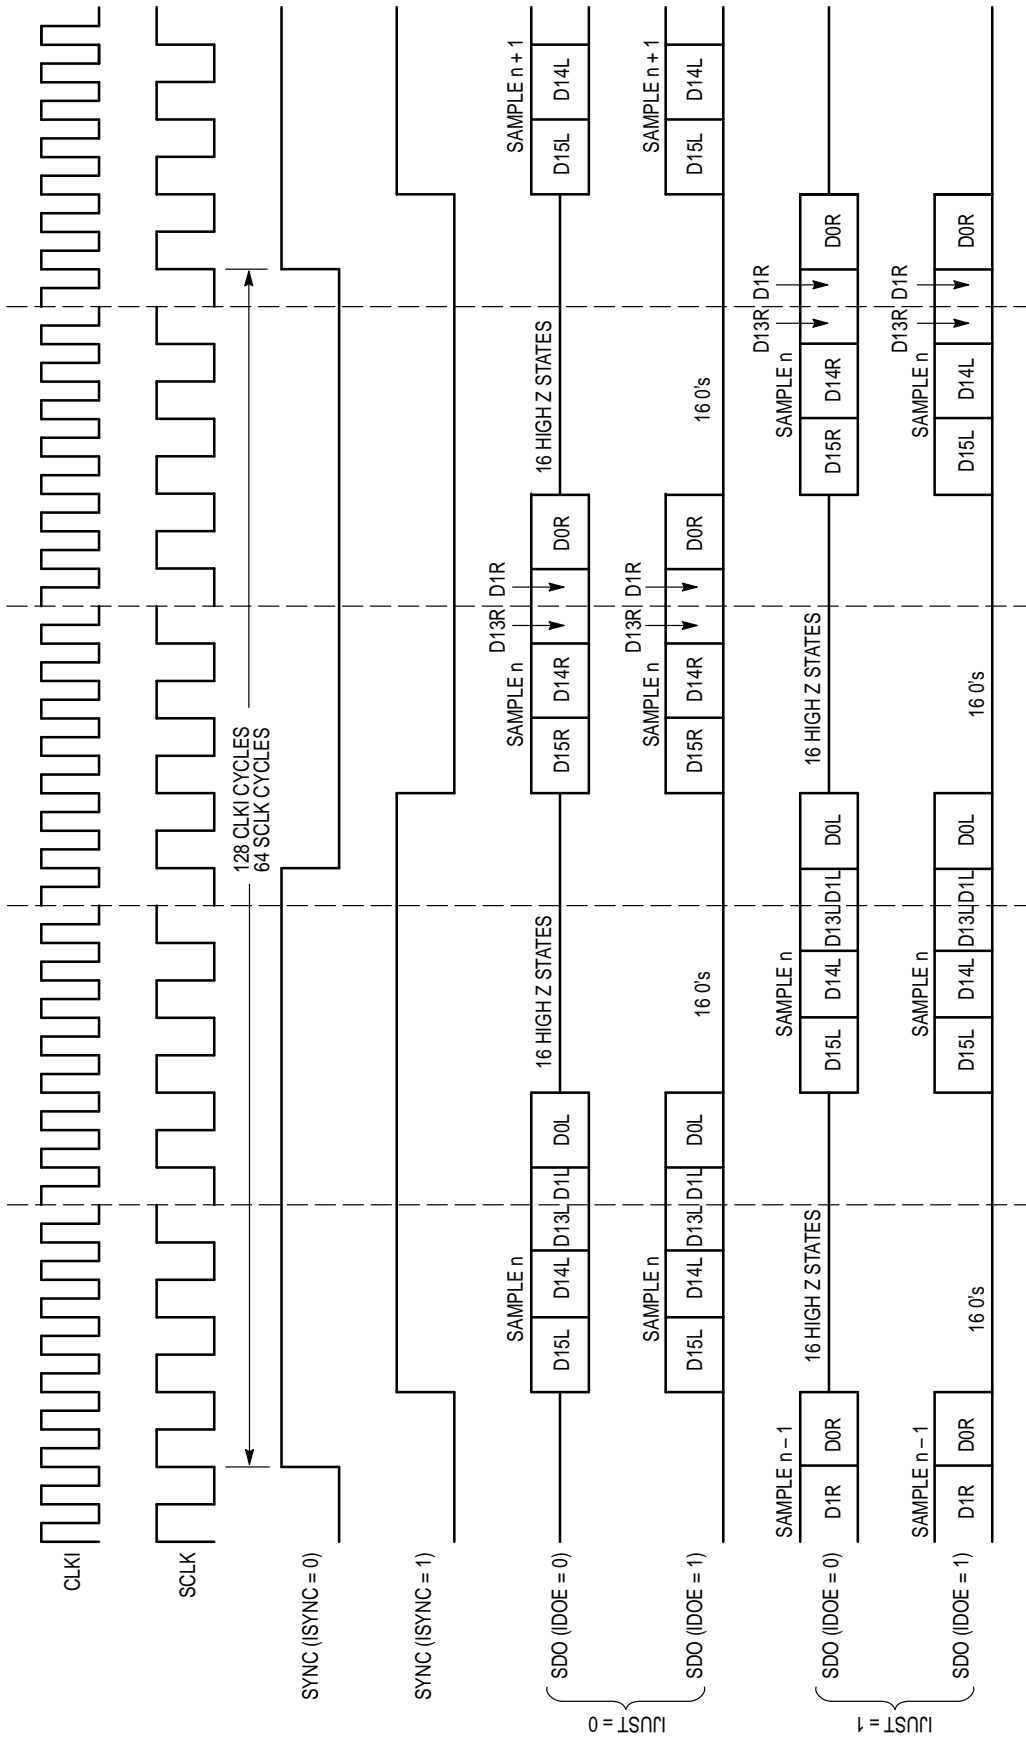 CLKI
SCLK
128 CLKI CYCLES
64 SCLK CYCLES
SYNC (ISYNC = 0)
SYNC (ISYNC = 1)
IJUST = 0
SDO (IDOE = 0)
SAMPLE n
D15L D14L D13L D1L D0L
16 HIGH Z STATES
SAMPLE n
D15R D14R D13R D1R D0R
16 HIGH Z STATES
SAMPLE n + 1
D15L D14L
SDO (IDOE = 1)
SAMPLE n
D15L D14L D13L D1L D0L
16 0's
SAMPLE n
D15R D14R D13R D1R D0R
16 0's
SAMPLE n + 1
D15L D14L
IJUST = 1
SDO (IDOE = 0)
SAMPLE n – 1
D1R D0R
16 HIGH Z STATES
SAMPLE n
D15L D14L D13L D1L D0L
16 HIGH Z STATES
SAMPLE n
D15R D14R D13R D1R D0R
SDO (IDOE = 1)
SAMPLE n – 1
D1R D0R
16 0's
SAMPLE n
D15L D14L D13L D1L D0L
16 0's
SAMPLE n
D15L D14L D13R D1R D0R